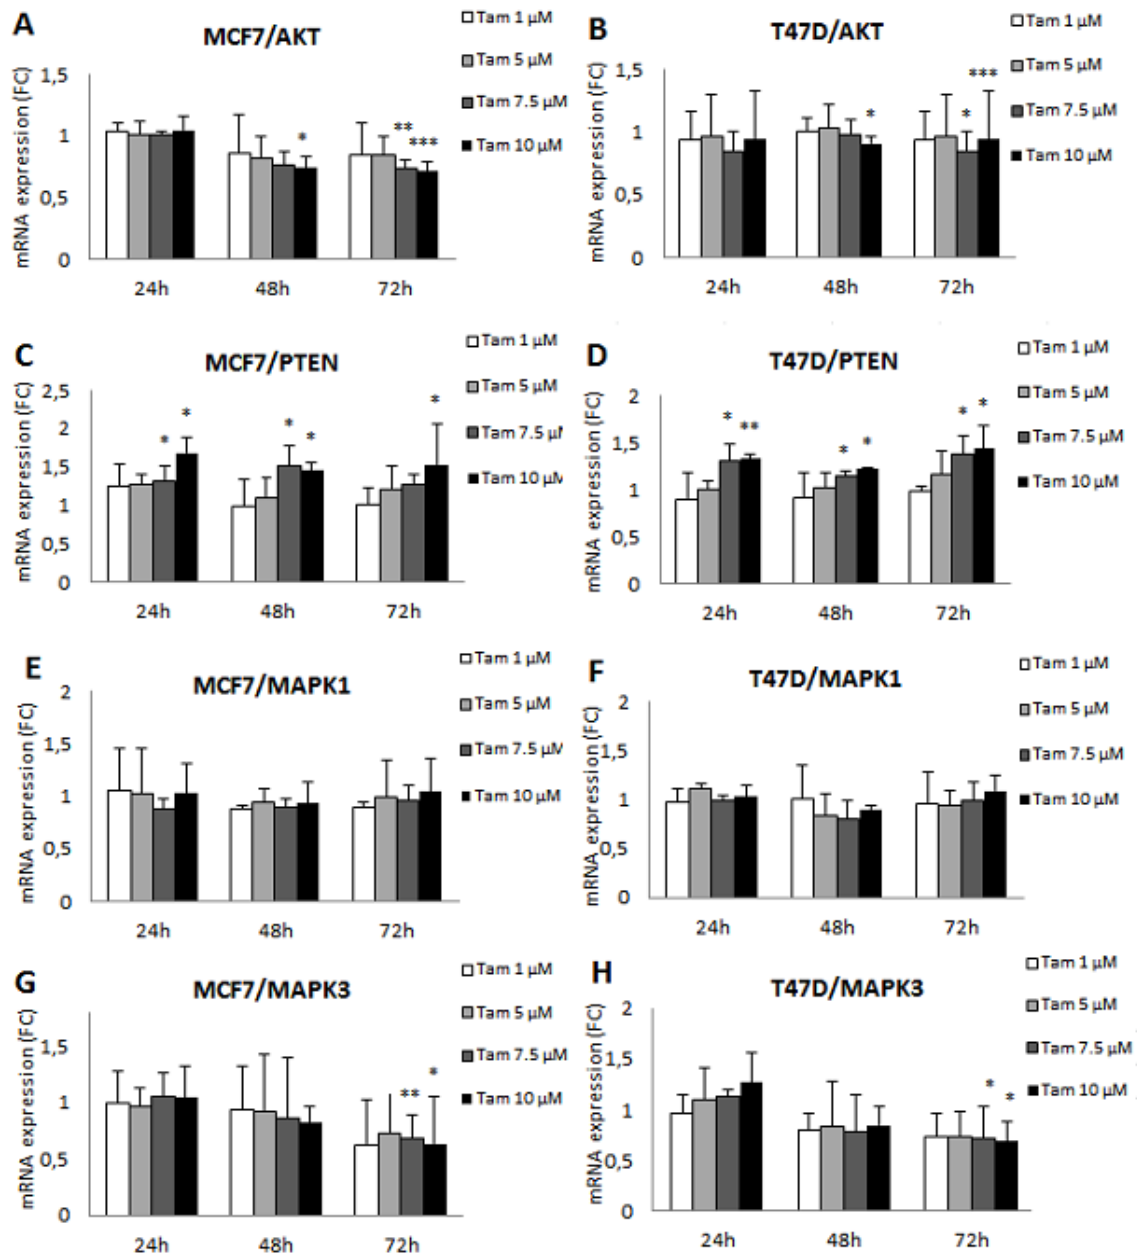 A
MCF7/AKT
Tam 1 µM
Tam 5 µM
Tam 7.5 µM
Tam 10 µM
mRNA expression (FC)
1,5
1
0,5
0
*
**
***
24h
48h
72h
B
T47D/AKT
Tam 1 µM
Tam 5 µM
Tam 7.5 µM
Tam 10 µM
mRNA expression (FC)
1,5
1
0,5
0
*
*
***
24h
48h
72h
C
MCF7/PTEN
Tam 1 µM
Tam 5 µM
Tam 7.5 µM
Tam 10 µM
mRNA expression (FC)
2,5
2
1,5
1
0,5
0
*
*
*
*
*
24h
48h
72h
D
T47D/PTEN
Tam 1 µM
Tam 5 µM
Tam 7.5 µM
Tam 10 µM
mRNA expression (FC)
2
1,5
1
0,5
0
*
**
*
*
*
*
24h
48h
72h
E
MCF7/MAPK1
Tam 1 µM
Tam 5 µM
Tam 7.5 µM
Tam 10 µM
mRNA expression (FC)
2
1,5
1
0,5
0
24h
48h
72h
F
T47D/MAPK1
Tam 1 µM
Tam 5 µM
Tam 7.5 µM
Tam 10 µM
mRNA expression (FC)
2
1,5
1
0,5
0
24h
48h
72h
G
MCF7/MAPK3
Tam 1 µM
Tam 5 µM
Tam 7.5 µM
Tam 10 µM
mRNA expression (FC)
1,5
1
0,5
0
**
*
24h
48h
72h
H
T47D/MAPK3
Tam 1 µM
Tam 5 µM
Tam 7.5 µM
Tam 10 µM
mRNA expression (FC)
2
1,5
1
0,5
0
*
*
24h
48h
72h